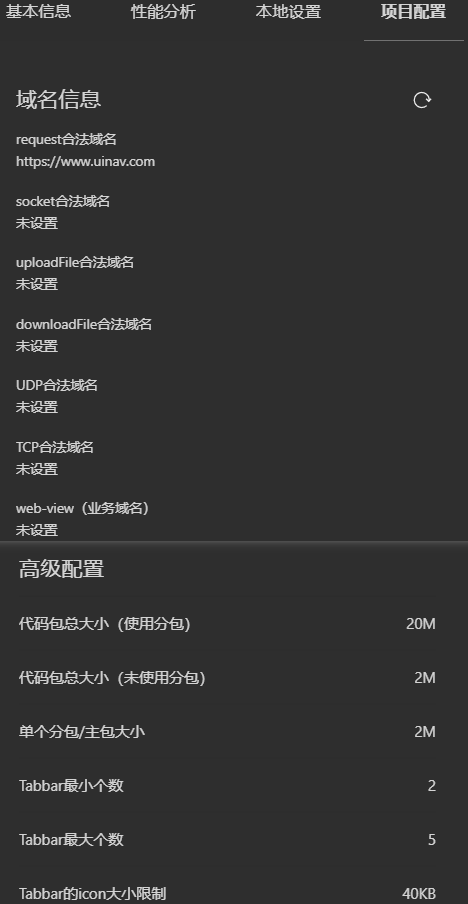 基本信息 性能分析 本地设置 项目配置
域名信息
request合法域名
https://www.uinav.com
socket合法域名
未设置
uploadFile合法域名
未设置
downloadFile合法域名
未设置
UDP合法域名
未设置
TCP合法域名
未设置
web-view（业务域名）
未设置
高级配置
代码包总大小（使用分包） 20M
代码包总大小（未使用分包） 2M
单个分包/主包大小 2M
Tabbar最小个数 2
Tabbar最大个数 5
Tabbar的icon大小限制 40KB